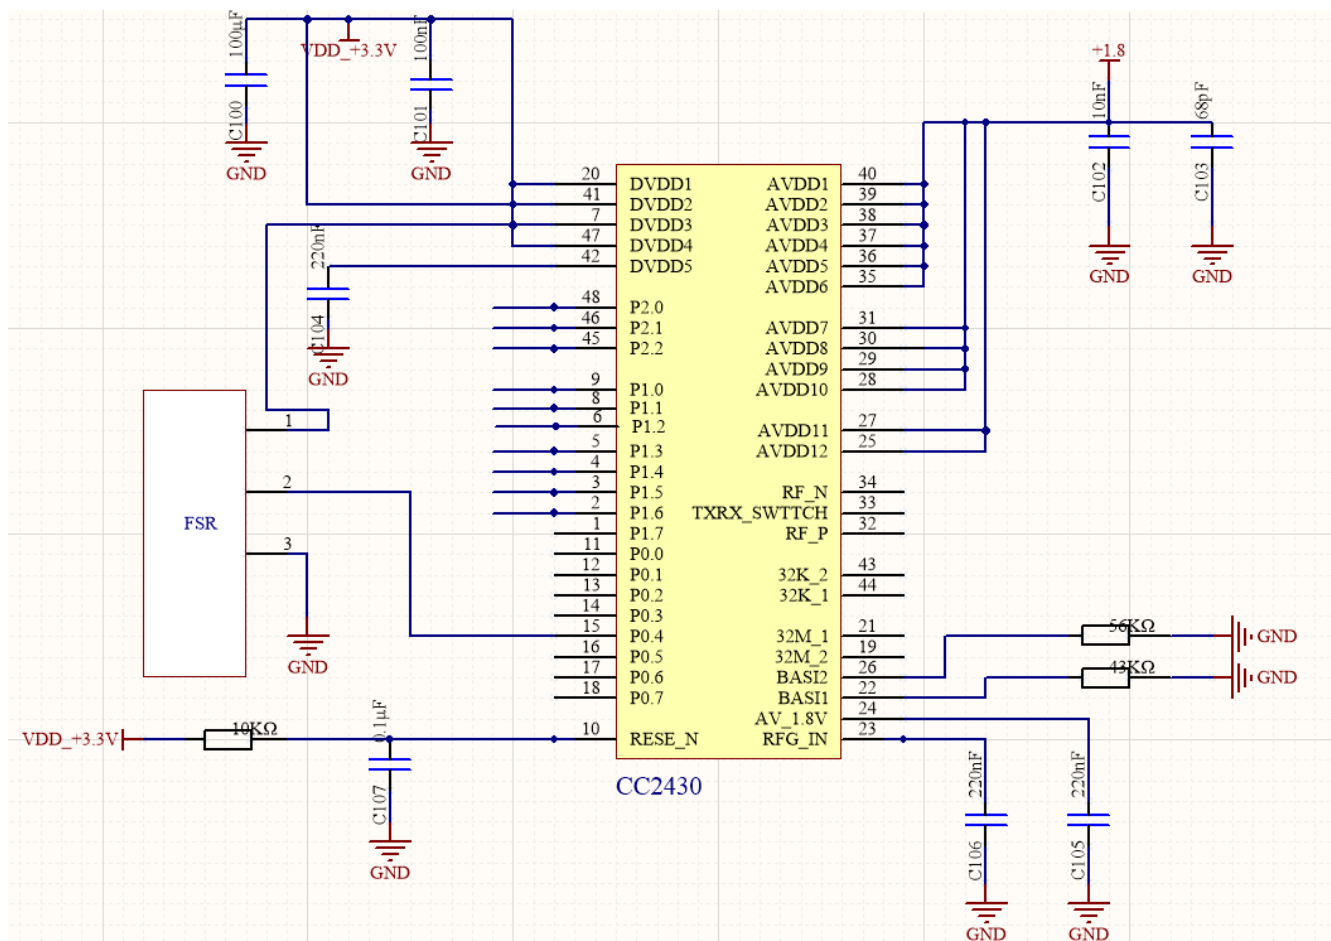 100μF
C100
GND
VDD_+3.3V
100nF
C101
GND
+1.8
10nF
C102
GND
68pF
C103
GND
20 DVDD1 AVDD1 40
41 DVDD2 AVDD2 39
7 DVDD3 AVDD3 38
47 DVDD4 AVDD4 37
42 DVDD5 AVDD5 36
AVDD6 35
220nF
C104
GND
48 P2.0 AVDD7 31
46 P2.1 AVDD8 30
45 P2.2 AVDD9 29
9 P1.0 AVDD10 28
8 P1.1
6 P1.2 AVDD11 27
5 P1.3 AVDD12 25
4 P1.4
3 P1.5 RF_N 34
2 P1.6 TXRX_SWTTCH 33
1 P1.7 RF_P 32
11 P0.0
12 P0.1 32K_2 43
13 P0.2 32K_1 44
14 P0.3
15 P0.4 32M_1 21
16 P0.5 32M_2 19
17 P0.6 BASI2 26
18 P0.7 BASI1 22
AV_1.8V 24
10 RESE_N RFG_IN 23
CC2430
1
2
FSR
3
GND
56KΩ GND
43KΩ GND
VDD_+3.3V 10KΩ
0.1μF
C107
GND
220nF
C106
GND
220nF
C105
GND